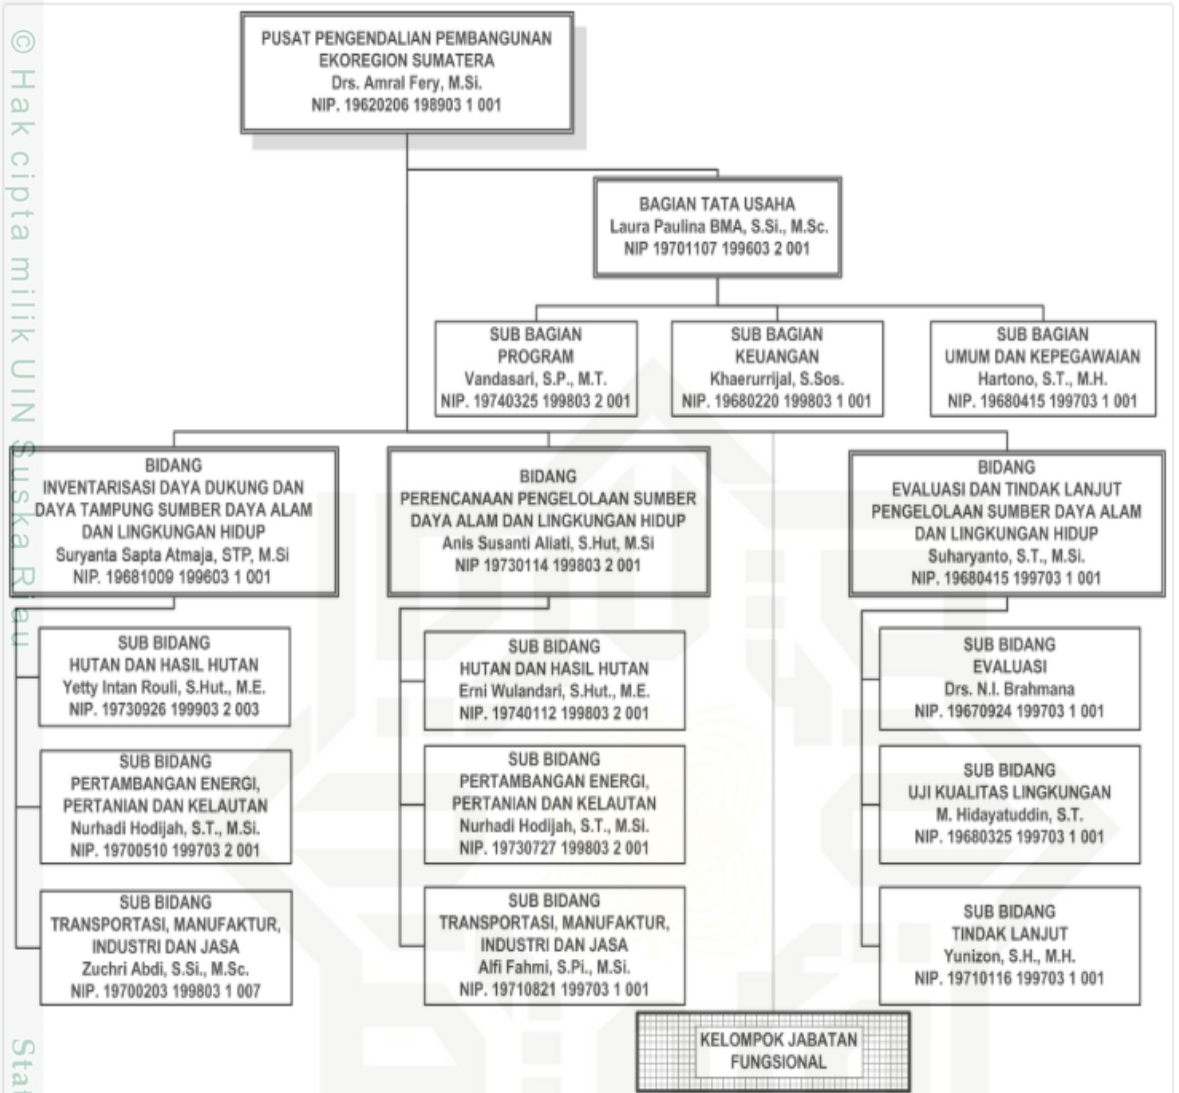 © Hak cipta milik UIN Suska Riau
PUSAT PENGENDALIAN PEMBANGUNAN
EKOREGION SUMATERA
Drs. Amral Fery, M.Si.
NIP. 19620206 198903 1 001
BAGIAN TATA USAHA
Laura Paulina BMA, S.Si., M.Sc.
NIP 19701107 199603 2 001
SUB BAGIAN
PROGRAM
Vandasari, S.P., M.T.
NIP. 19740325 199803 2 001
SUB BAGIAN
KEUANGAN
Khaerurrijal, S.Sos.
NIP. 19680220 199803 1 001
SUB BAGIAN
UMUM DAN KEPEGAWAIAN
Hartono, S.T., M.H.
NIP. 19680415 199703 1 001
BIDANG
INVENTARISASI DAYA DUKUNG DAN
DAYA TAMPUNG SUMBER DAYA ALAM
DAN LINGKUNGAN HIDUP
Suryanta Sapta Atmaja, STP, M.Si
NIP. 19681009 199603 1 001
SUB BIDANG
HUTAN DAN HASIL HUTAN
Yetty Intan Rouli, S.Hut., M.E.
NIP. 19730926 199903 2 003
SUB BIDANG
PERTAMBANGAN ENERGI,
PERTANIAN DAN KELAUTAN
Nurhadi Hodijah, S.T., M.Si.
NIP. 19700510 199703 2 001
SUB BIDANG
TRANSPORTASI, MANUFAKTUR,
INDUSTRI DAN JASA
Zuchri Abdi, S.Si., M.Sc.
NIP. 19700203 199803 1 007
BIDANG
PERENCANAAN PENGELOLAAN SUMBER
DAYA ALAM DAN LINGKUNGAN HIDUP
Anis Susanti Aliati, S.Hut, M.Si
NIP 19730114 199803 2 001
SUB BIDANG
HUTAN DAN HASIL HUTAN
Erni Wulandari, S.Hut., M.E.
NIP. 19740112 199803 2 001
SUB BIDANG
PERTAMBANGAN ENERGI,
PERTANIAN DAN KELAUTAN
Nurhadi Hodijah, S.T., M.Si.
NIP. 19730727 199803 2 001
SUB BIDANG
TRANSPORTASI, MANUFAKTUR,
INDUSTRI DAN JASA
Alfi Fahmi, S.Pi., M.Si.
NIP. 19710821 199703 1 001
BIDANG
EVALUASI DAN TINDAK LANJUT
PENGELOLAAN SUMBER DAYA ALAM
DAN LINGKUNGAN HIDUP
Suharyanto, S.T., M.Si.
NIP. 19680415 199703 1 001
SUB BIDANG
EVALUASI
Drs. N.I. Brahmana
NIP. 19670924 199703 1 001
SUB BIDANG
UJI KUALITAS LINGKUNGAN
M. Hidayatuddin, S.T.
NIP. 19680325 199703 1 001
SUB BIDANG
TINDAK LANJUT
Yunizon, S.H., M.H.
NIP. 19710116 199703 1 001
KELOMPOK JABATAN
FUNGSIONAL